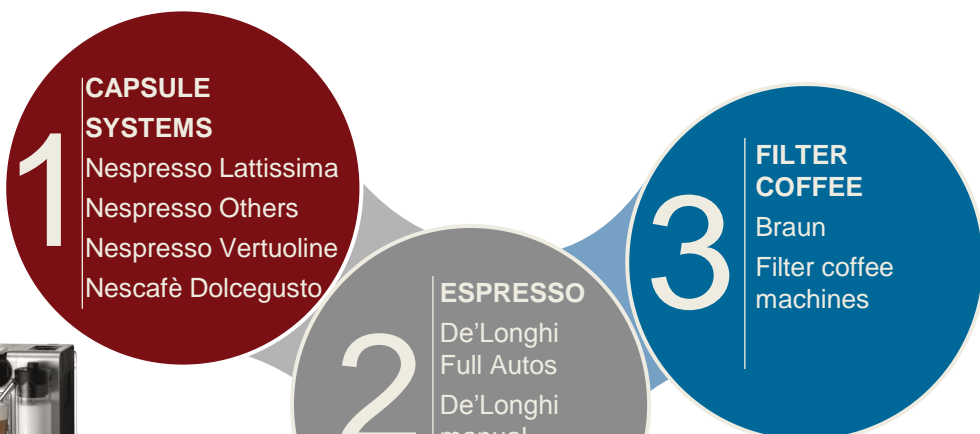 1
CAPSULE
SYSTEMS
Nespresso Lattissima
Nespresso Others
Nespresso Vertuoline
Nescafè Dolcegusto
2
ESPRESSO
De’Longhi
Full Autos
De’Longhi
manual
3
FILTER
COFFEE
Braun
Filter coffee
machines